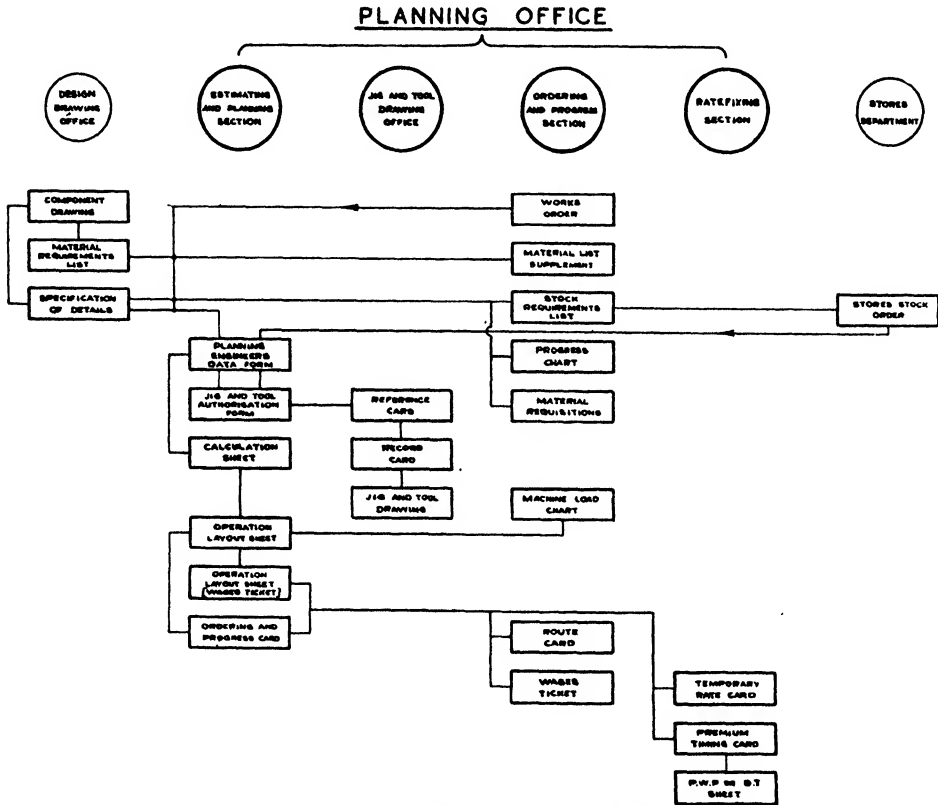 PLANNING OFFICE
DESIGN
DRAWING
OFFICE
ESTIMATING
AND PLANNING
SECTION
JIG AND TOOL
DRAWING
OFFICE
ORDERING
AND PROGRESS
SECTION
RATEFIXING
SECTION
STORES
DEPARTMENT
COMPONENT
DRAWING
WORKS
ORDER
MATERIAL
REQUIREMENTS
LIST
MATERIAL LIST
SUPPLEMENT
SPECIFICATION
OF DETAILS
STOCK
REQUIREMENTS
LIST
STORES STOCK
ORDER
PLANNING
ENGINEERS
DATA FORM
PROGRESS
CHART
JIG AND TOOL
AUTHORISATION
FORM
REFERENCE
CARD
MATERIAL
REQUISITIONS
CALCULATION
SHEET
RECORD
CARD
JIG AND TOOL
DRAWING
MACHINE LOAD
CHART
OPERATION
LAYOUT SHEET
OPERATION
LAYOUT SHEET
(WAGES TICKET)
ORDERING AND
PROGRESS CARD
ROUTE
CARD
WAGES
TICKET
TEMPORARY
RATE CARD
PREMIUM
TIMING CARD
P.W.P OR D.T
SHEET